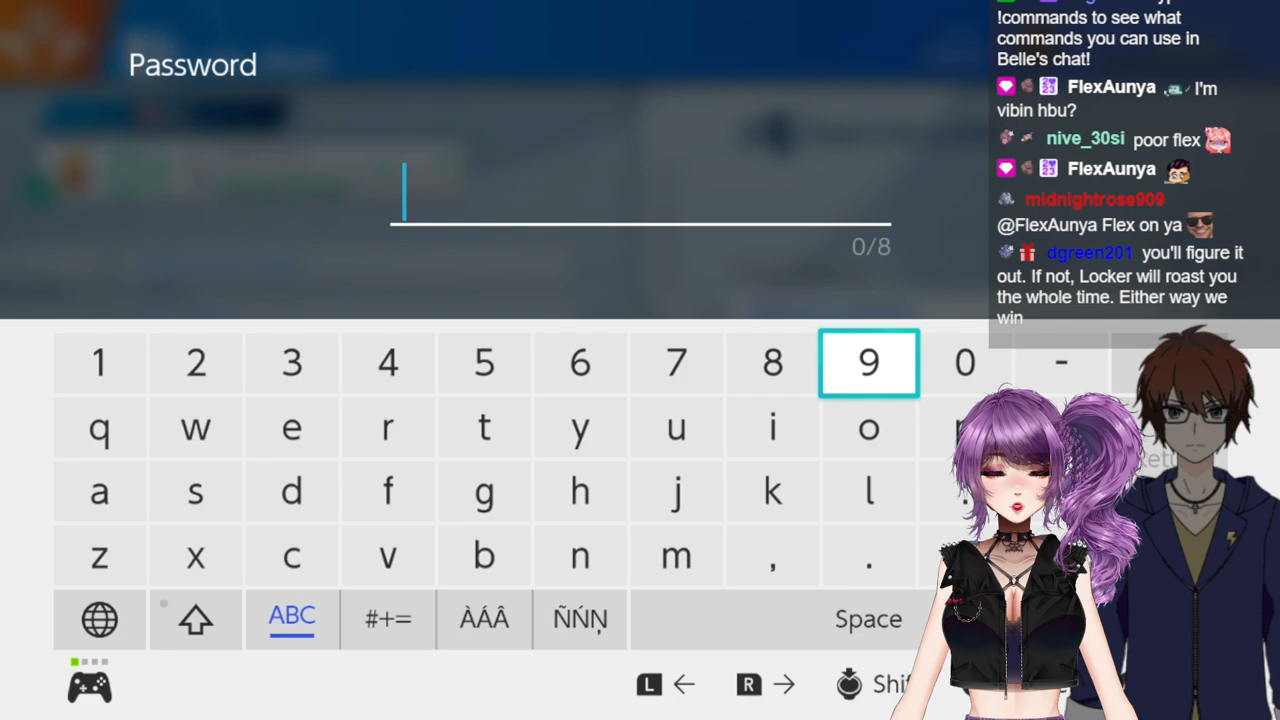 !commands to see what
commands you can use in
Belle's chat!
FlexAunya I'm
vibin hbu?
nive_30si poor flex
FlexAunya
midnightrose909
@FlexAunya Flex on ya
dgreen201 you'll figure it
out. If not, Locker will roast you
the whole time. Either way we
win
Password
0/8
1 2 3 4 5 6 7 8 9 0 -
q w e r t y u i o
a s d f g h j k l
z x c v b n m , .
ABC #+= ÀÁÂ ÑŃŅ Space
L ← R →